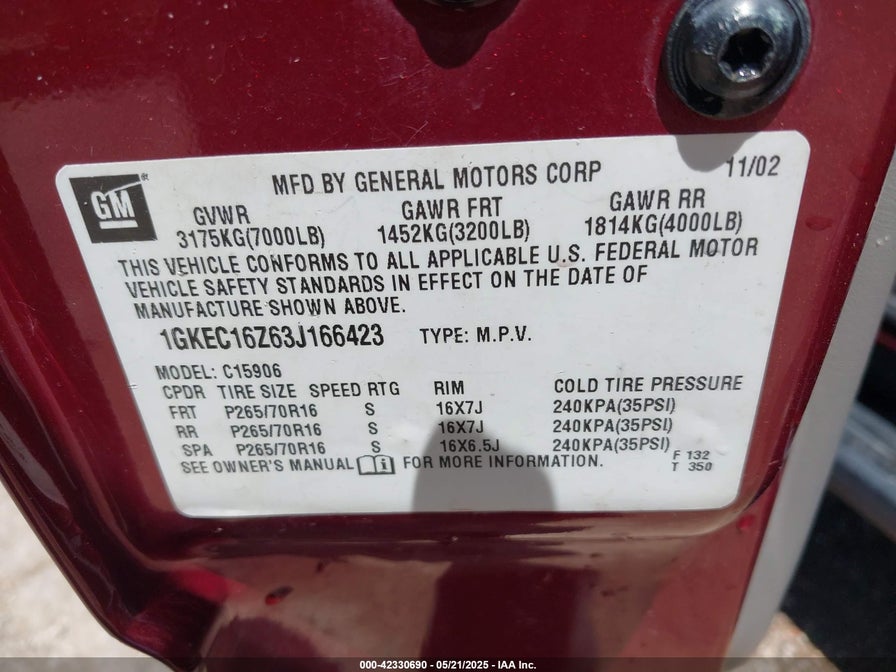 GM
MFD BY GENERAL MOTORS CORP 11/02
GVWR GAWR FRT GAWR RR
3175KG(7000LB) 1452KG(3200LB) 1814KG(4000LB)
THIS VEHICLE CONFORMS TO ALL APPLICABLE U.S. FEDERAL MOTOR
VEHICLE SAFETY STANDARDS IN EFFECT ON THE DATE OF
MANUFACTURE SHOWN ABOVE.
1GKEC16Z63J166423 TYPE: M.P.V.
MODEL: C15906
CPDR TIRE SIZE SPEED RTG RIM COLD TIRE PRESSURE
FRT P265/70R16 S 16X7J 240KPA(35PSI)
RR P265/70R16 S 16X7J 240KPA(35PSI)
SPA P265/70R16 S 16X6.5J 240KPA(35PSI)
SEE OWNER'S MANUAL FOR MORE INFORMATION.
F 132
T 350
000-42330690 - 05/21/2025 - IAA Inc.